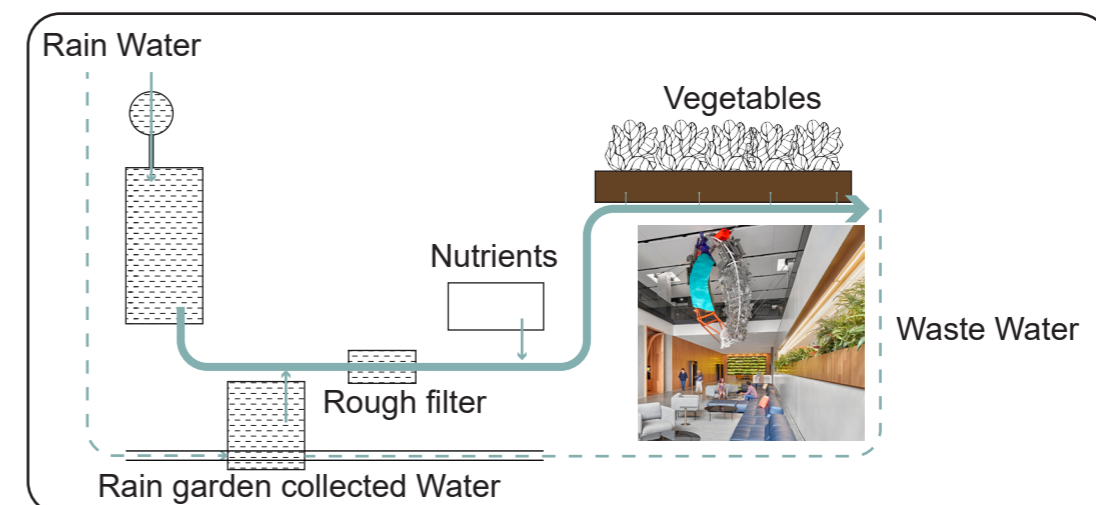 Rain Water
Vegetables
Nutrients
Waste Water
Rough filter
Rain garden collected Water